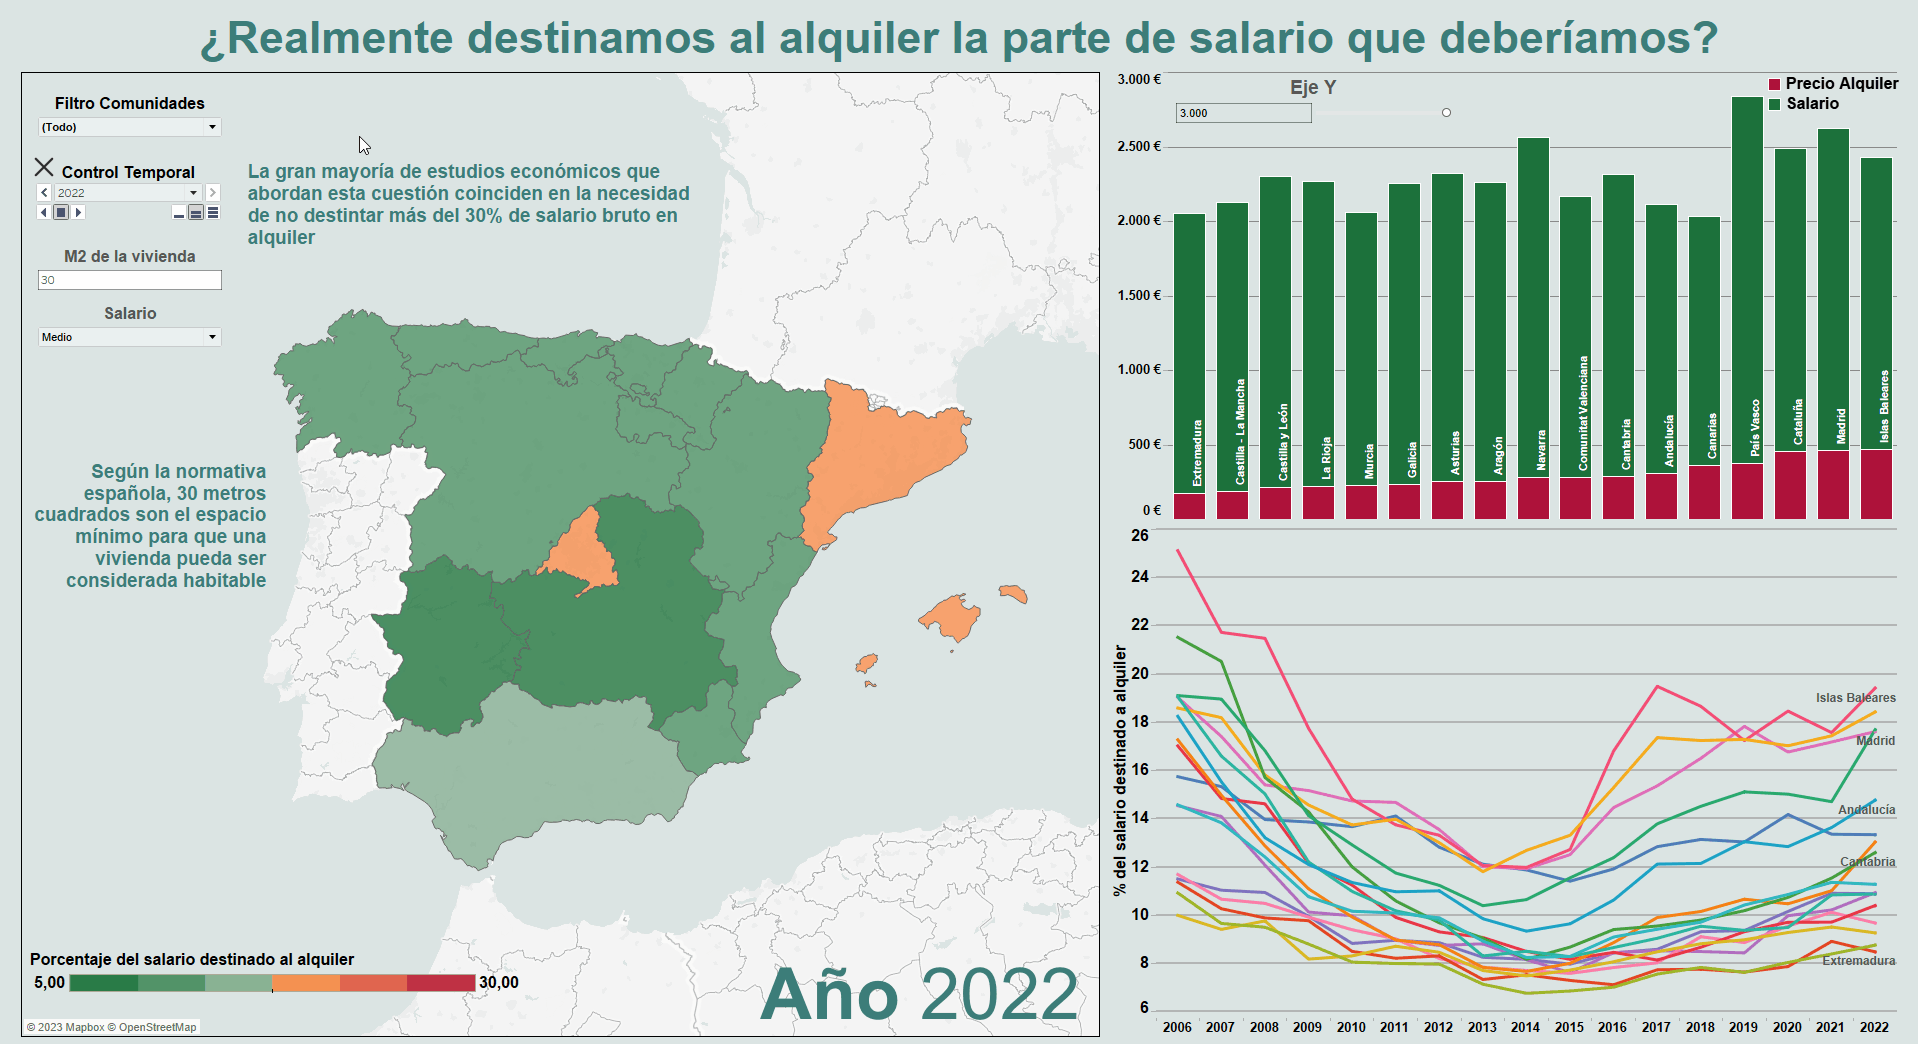 ¿Realmente destinamos al alquiler la parte de salario que deberíamos?
Filtro Comunidades
(Todo)
Control Temporal
2022
M2 de la vivienda
30
Salario
Medio
La gran mayoría de estudios económicos que
abordan esta cuestión coinciden en la necesidad
de no destintar más del 30% de salario bruto en
alquiler
Según la normativa
española, 30 metros
cuadrados son el espacio
mínimo para que una
vivienda pueda ser
considerada habitable
Porcentaje del salario destinado al alquiler
5,00
30,00
© 2023 Mapbox © OpenStreetMap
Año 2022
Eje Y
3.000
Precio Alquiler
Salario
3.000 €
2.500 €
2.000 €
1.500 €
1.000 €
500 €
0 €
Extremadura
Castilla - La Mancha
Castilla y León
La Rioja
Murcia
Galicia
Asturias
Aragón
Navarra
Comunitat Valenciana
Cantabria
Andalucía
Canarias
País Vasco
Cataluña
Madrid
Islas Baleares
% del salario destinado a alquiler
26
24
22
20
18
16
14
12
10
8
6
Islas Baleares
Madrid
Andalucía
Cantabria
Extremadura
2006 2007 2008 2009 2010 2011 2012 2013 2014 2015 2016 2017 2018 2019 2020 2021 2022